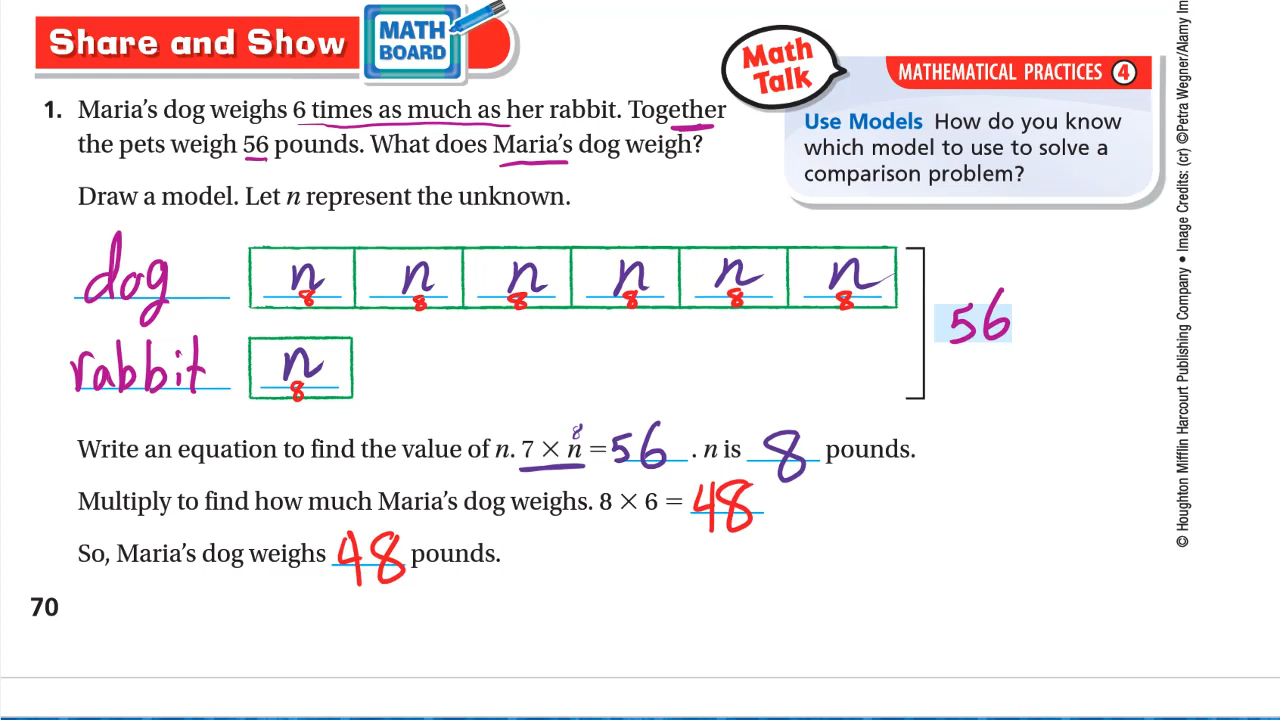 Share and Show
MATH
BOARD
Math
Talk
MATHEMATICAL PRACTICES 4
Use Models How do you know
which model to use to solve a
comparison problem?
1. Maria's dog weighs 6 times as much as her rabbit. Together
the pets weigh 56 pounds. What does Maria's dog weigh?
Draw a model. Let n represent the unknown.
dog n n n n n n
8 8 8 8 8 8
56
rabbit n
8
8
Write an equation to find the value of n. 7 × n = 56 . n is 8 pounds.
Multiply to find how much Maria's dog weighs. 8 × 6 = 48
So, Maria's dog weighs 48 pounds.
70
© Houghton Mifflin Harcourt Publishing Company • Image Credits: (cr) ©Petra Wegner/Alamy Im